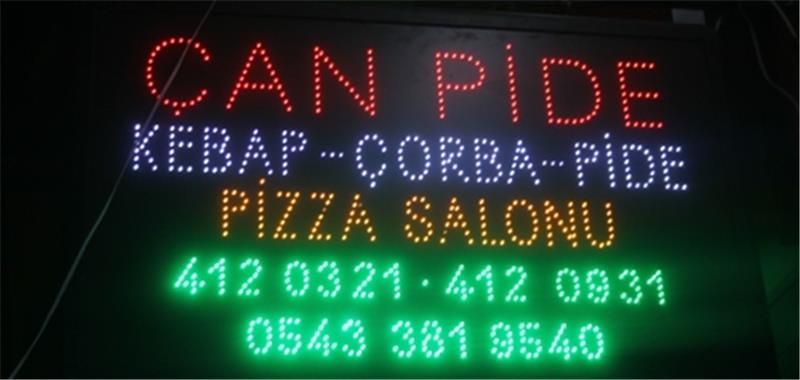 ÇAN PİDE
KEBAP-ÇORBA-PİDE
PİZZA SALONU
412 0321·412 0931
0543 381 9540